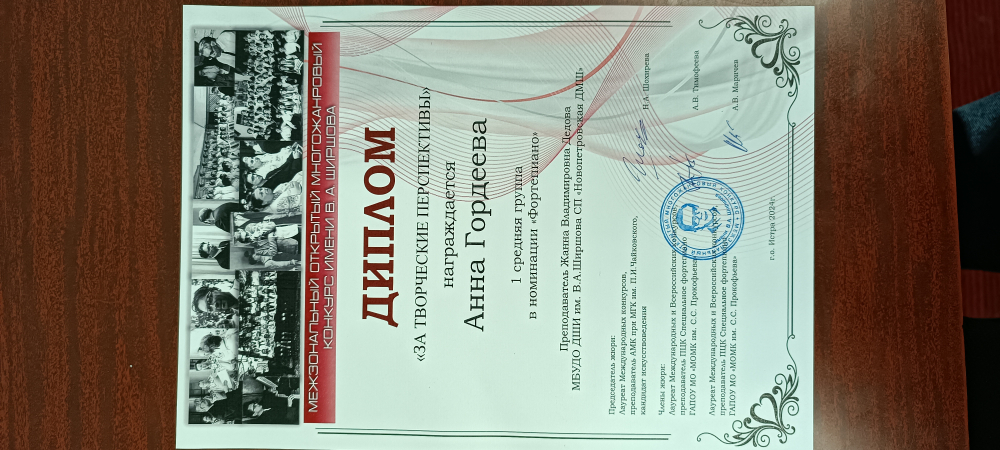 МЕЖЗОНАЛЬНЫЙ ОТКРЫТЫЙ МНОГОЖАНРОВЫЙ
КОНКУРС ИМЕНИ В. А. ШИРШОВА
ДИПЛОМ
«ЗА ТВОРЧЕСКИЕ ПЕРСПЕКТИВЫ»
награждается
Анна Гордеева
1 средняя группа
в номинации «Фортепиано»
Преподаватель Жанна Владимировна Дедова
МБУДО ДШИ им. В.А.Ширшова СП «Новопетровская ДМШ»
Председатель жюри:
Лауреат Международных конкурсов,
преподаватель АМК при МГК им. П.И.Чайковского,
кандидат искусствоведения
Н.А. Шохирева
Члены жюри:
Лауреат Международных и Всероссийских конкурсов,
преподаватель ПЦК Специальное фортепиано
ГАПОУ МО «МОМК им. С.С. Прокофьева»
А.В. Тимофеева
Лауреат Международных и Всероссийских конкурсов,
преподаватель ПЦК Специальное фортепиано
ГАПОУ МО «МОМК им. С.С. Прокофьева»
А.В. Маричев
г.о. Истра 2024г.